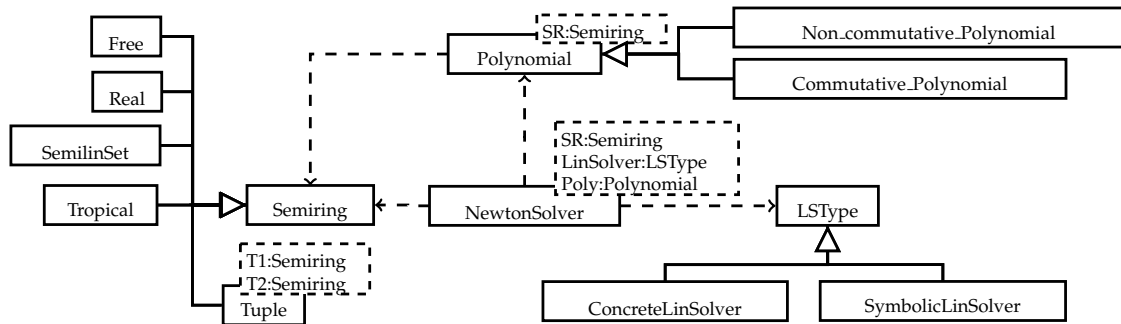 Free
SR:Semiring
Non_commutative_Polynomial
Polynomial
Real
Commutative_Polynomial
SemilinSet
SR:Semiring
LinSolver:LSType
Poly:Polynomial
Tropical
Semiring
NewtonSolver
LSType
T1:Semiring
T2:Semiring
Tuple
ConcreteLinSolver
SymbolicLinSolver